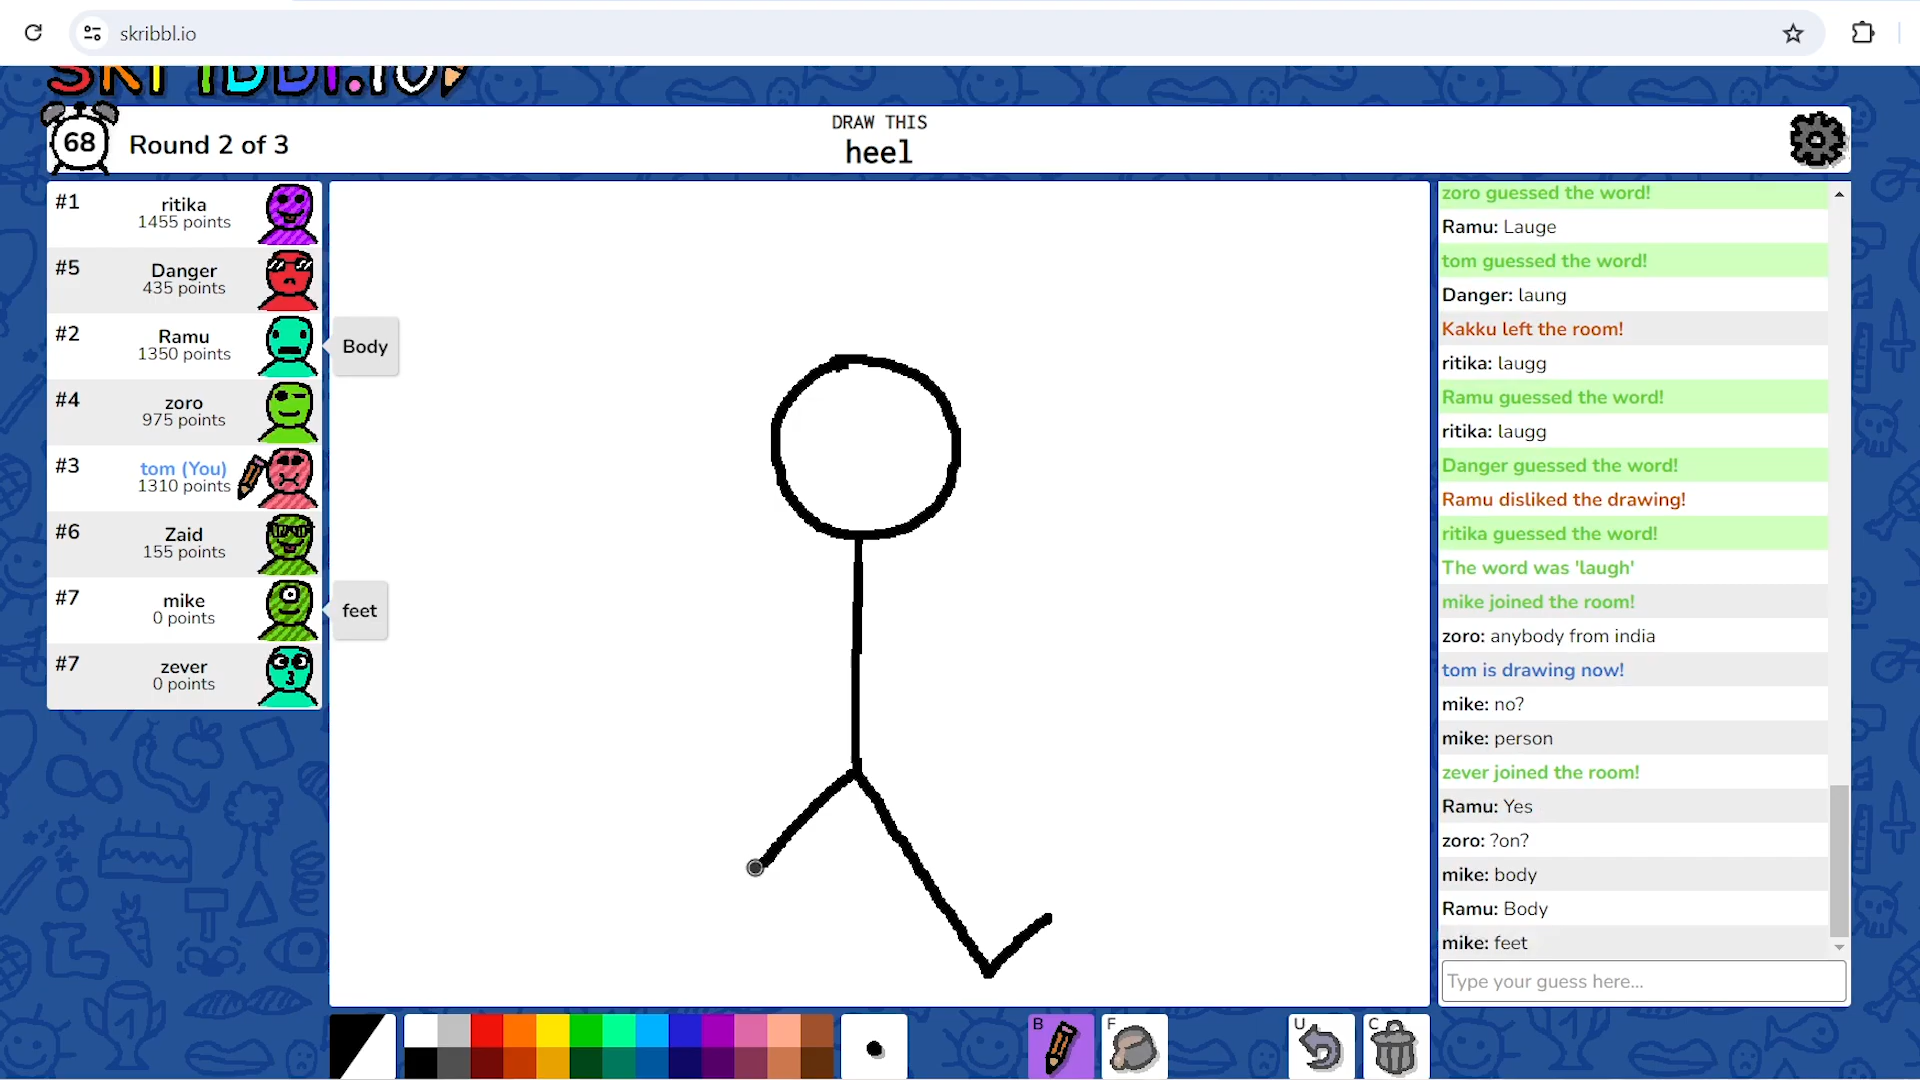 skribbl.io
SKRIBBL.IO
68
Round 2 of 3
DRAW THIS
heel
#1
ritika
1455 points
#5
Danger
435 points
#2
Ramu
1350 points
Body
#4
zoro
975 points
#3
tom (You)
1310 points
#6
Zaid
155 points
#7
mike
0 points
feet
#7
zever
0 points
zoro guessed the word!
Ramu: Lauge
tom guessed the word!
Danger: laung
Kakku left the room!
ritika: laugg
Ramu guessed the word!
ritika: laugg
Danger guessed the word!
Ramu disliked the drawing!
ritika guessed the word!
The word was 'laugh'
mike joined the room!
zoro: anybody from india
tom is drawing now!
mike: no?
mike: person
zever joined the room!
Ramu: Yes
zoro: ?on?
mike: body
Ramu: Body
mike: feet
Type your guess here...
B
F
U
C